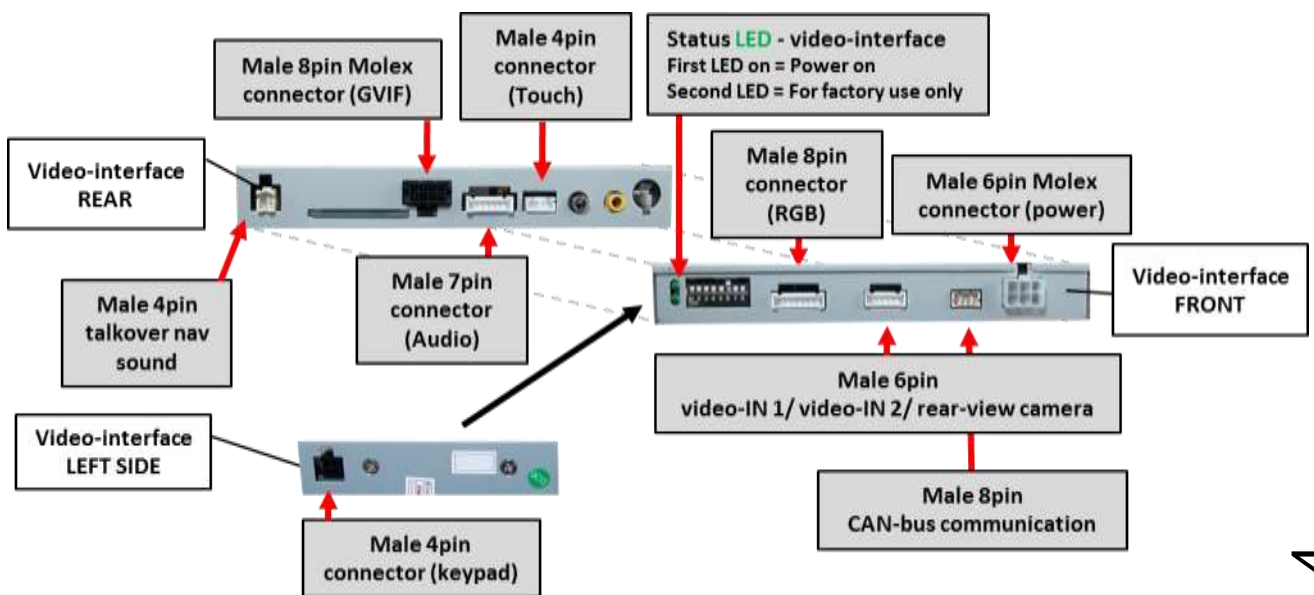 Male 8pin Molex
connector (GVIF)
Male 4pin
connector
(Touch)
Status LED - video-interface
First LED on = Power on
Second LED = For factory use only
Video-interface
REAR
Male 8pin
connector
(RGB)
Male 6pin Molex
connector (power)
Male 4pin
talkover nav
sound
Male 7pin
connector
(Audio)
Video-interface
FRONT
Male 6pin
video-IN 1/ video-IN 2/ rear-view camera
Video-interface
LEFT SIDE
Male 8pin
CAN-bus communication
Male 4pin
connector (keypad)
4